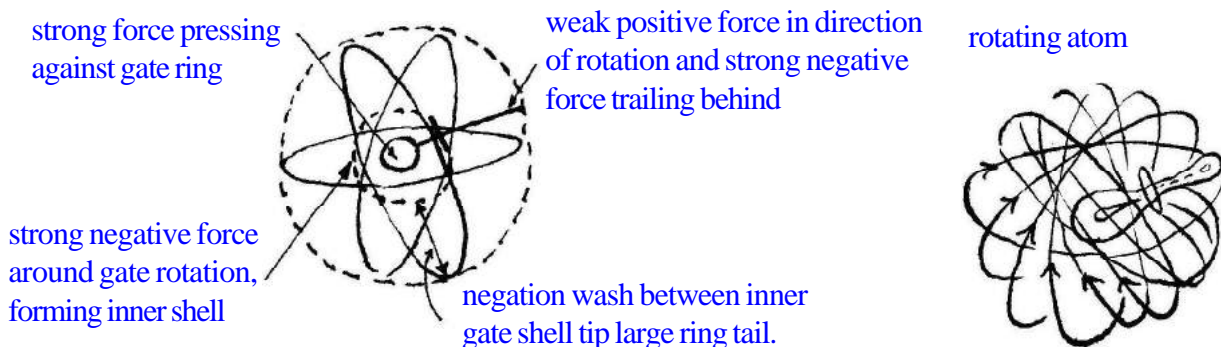 strong force pressing
against gate ring
weak positive force in direction
of rotation and strong negative
force trailing behind
rotating atom
strong negative force
around gate rotation,
forming inner shell
negation wash between inner
gate shell tip large ring tail.